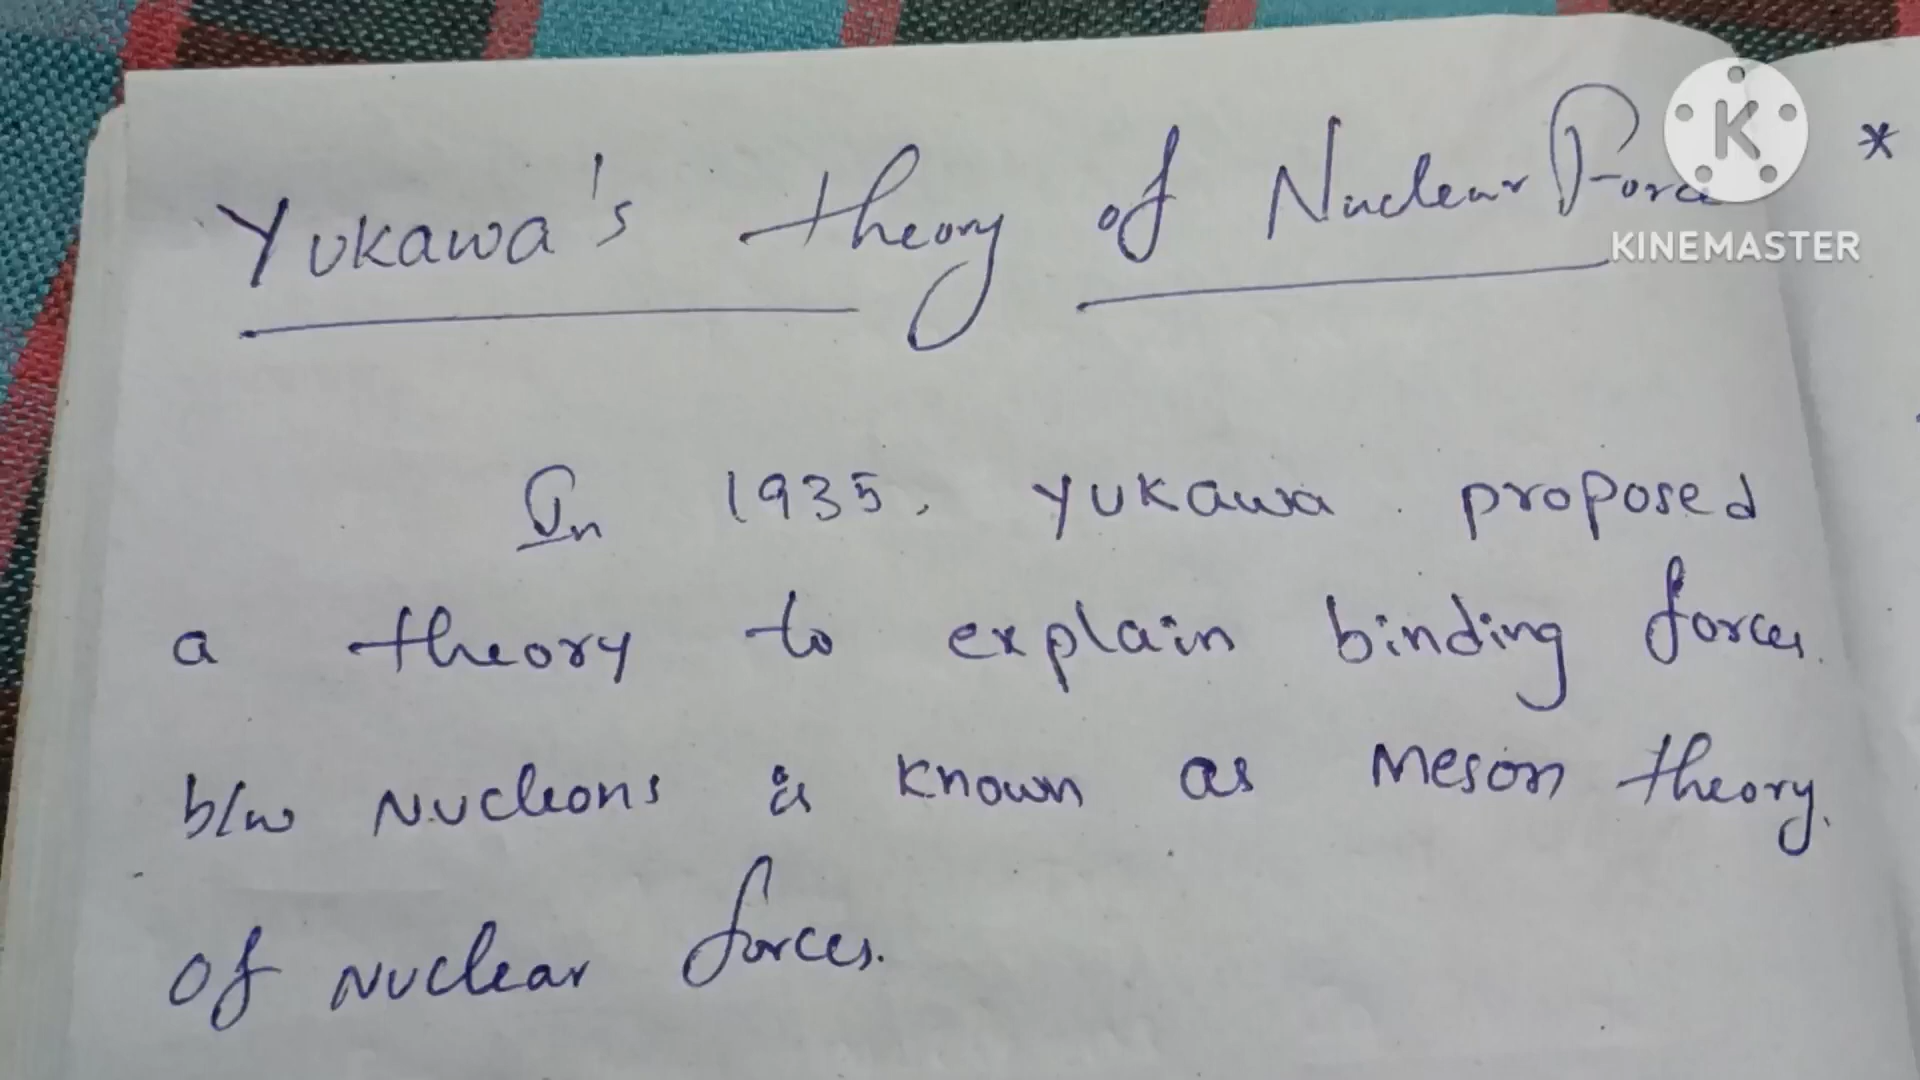 Yukawa's theory of Nuclear Force
K
KINEMASTER
*
In 1935, Yukawa proposed
a theory to explain binding forces
b/w Nucleons is known as Meson theory.
of Nuclear forces.